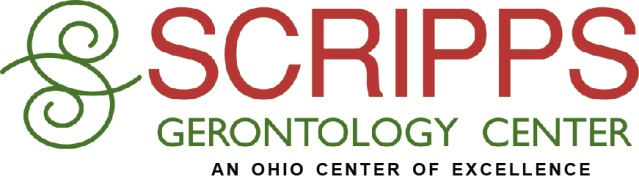 SCRIPPS
GERONTOLOGY CENTER
AN OHIO CENTER OF EXCELLENCE